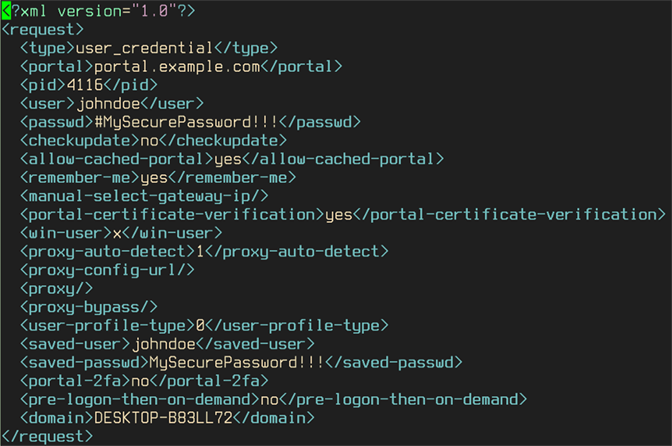 <?xml version="1.0"?>
<request>
<type>user_credential</type>
<portal>portal.example.com</portal>
<pid>4116</pid>
<user>johndoe</user>
<passwd>#MySecurePassword!!!</passwd>
<checkupdate>no</checkupdate>
<allow-cached-portal>yes</allow-cached-portal>
<remember-me>yes</remember-me>
<manual-select-gateway-ip/>
<portal-certificate-verification>yes</portal-certificate-verification>
<win-user>x</win-user>
<proxy-auto-detect>1</proxy-auto-detect>
<proxy-config-url/>
<proxy/>
<proxy-bypass/>
<user-profile-type>0</user-profile-type>
<saved-user>johndoe</saved-user>
<saved-passwd>MySecurePassword!!!</saved-passwd>
<portal-2fa>no</portal-2fa>
<pre-logon-then-on-demand>no</pre-logon-then-on-demand>
<domain>DESKTOP-B83LL72</domain>
</request>